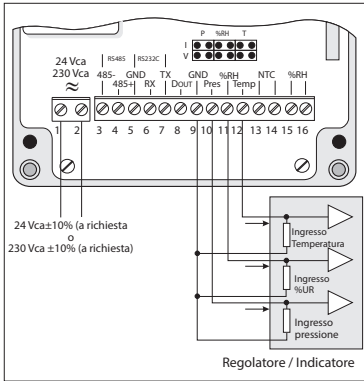 P %RH T
I
V
24 Vca
230 Vca
≈
RS485 RS232C
485- GND TX GND %RH NTC %RH
485+ RX DOUT Pres Temp
1 2 3 4 5 6 7 8 9 10 11 12 13 14 15 16
24 Vca±10% (a richiesta)
o
230 Vca ±10% (a richiesta)
Ingresso
Temperatura
Ingresso
%UR
Ingresso
pressione
Regolatore / Indicatore